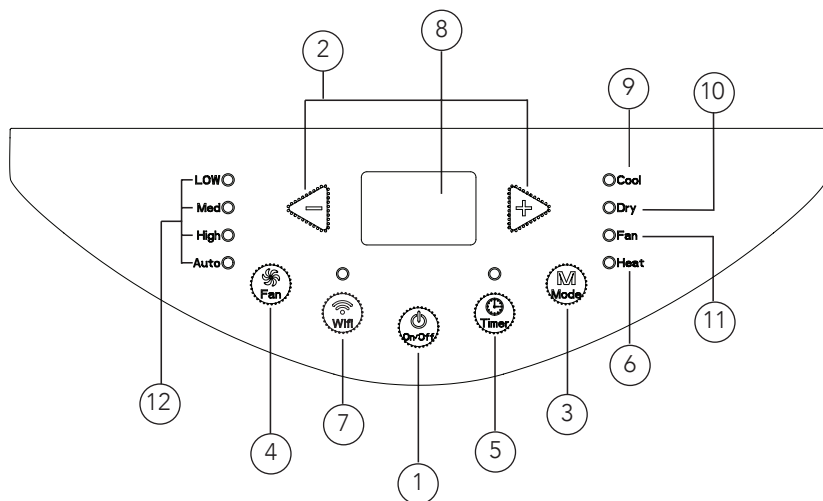 8
2
9
10
LOW
Med
High
Auto
− +
Cool
Dry
Fan
Heat
Fan
Wifi
On/Off
Timer
M
Mode
12
11
6
7
3
4
5
1